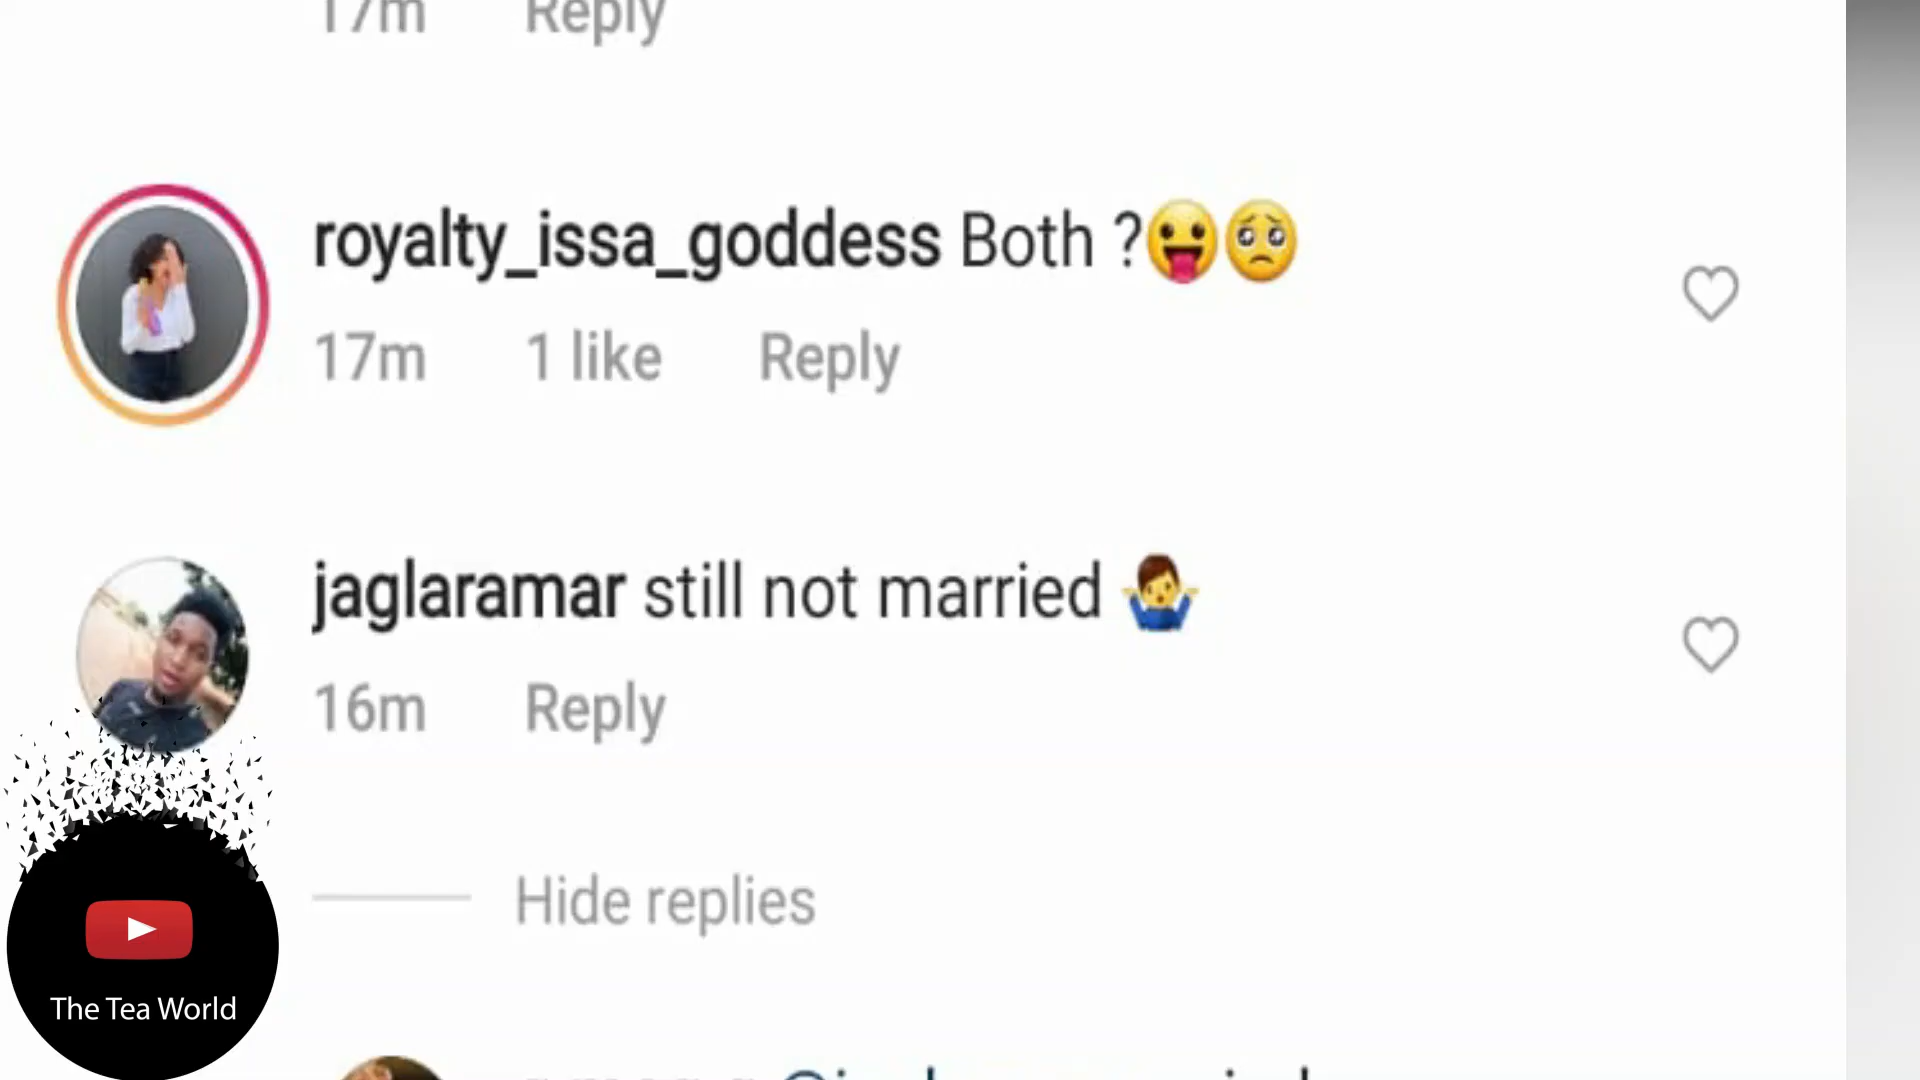 17m Reply
royalty_issa_goddess Both ?😛🥺
17m 1 like Reply
jaglaramar still not married 🤷‍♂️
16m Reply
Hide replies
The Tea World